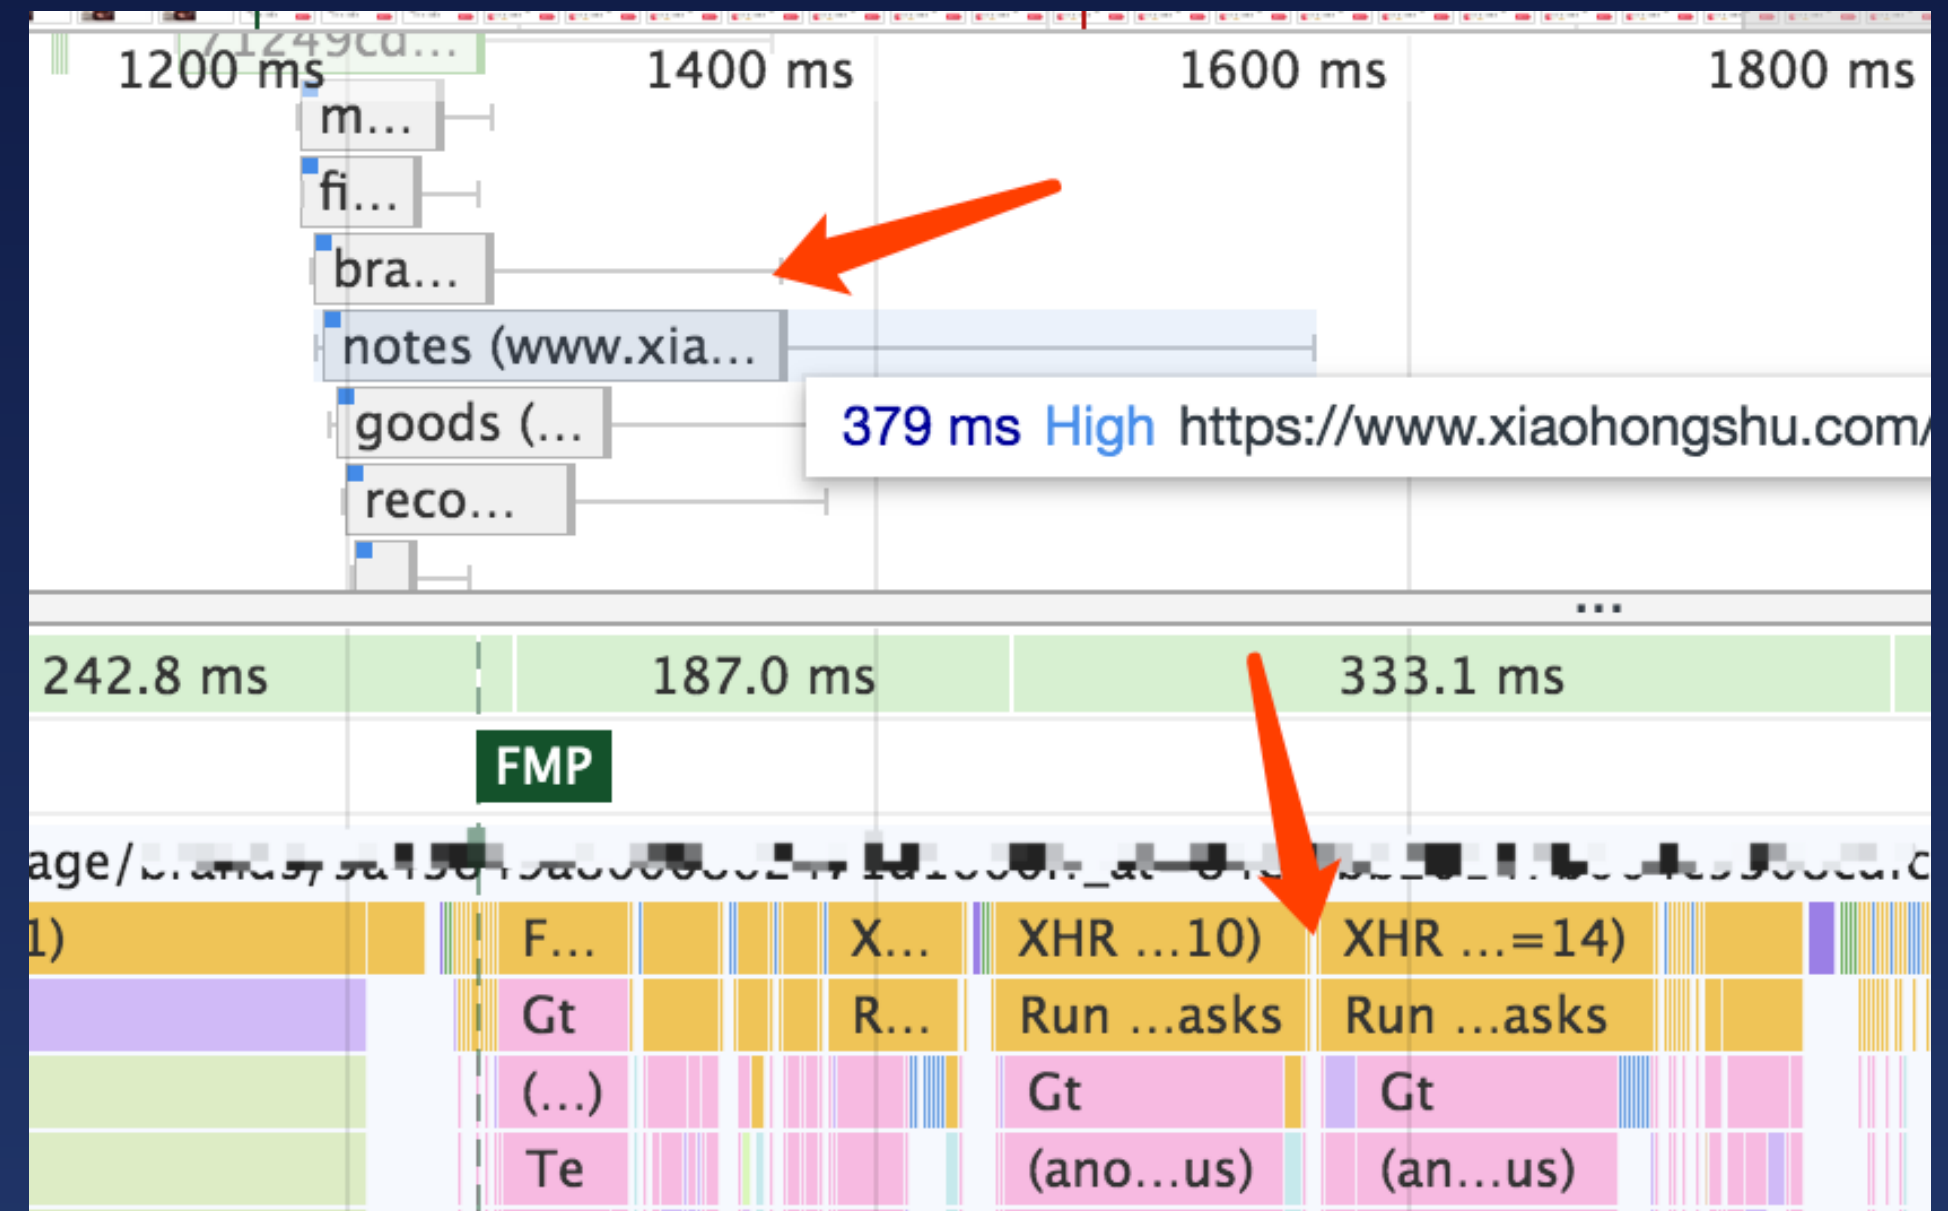 71249cd...
1200 ms 1400 ms 1600 ms 1800 ms
m...
fi...
bra...
notes (www.xia...
goods (...
379 ms High https://www.xiaohongshu.com/
reco...
...
242.8 ms 187.0 ms 333.1 ms
FMP
age/
1) F... X... XHR ...10) XHR ...=14)
Gt R... Run ...asks Run ...asks
(...) Gt Gt
Te (ano...us) (an...us)